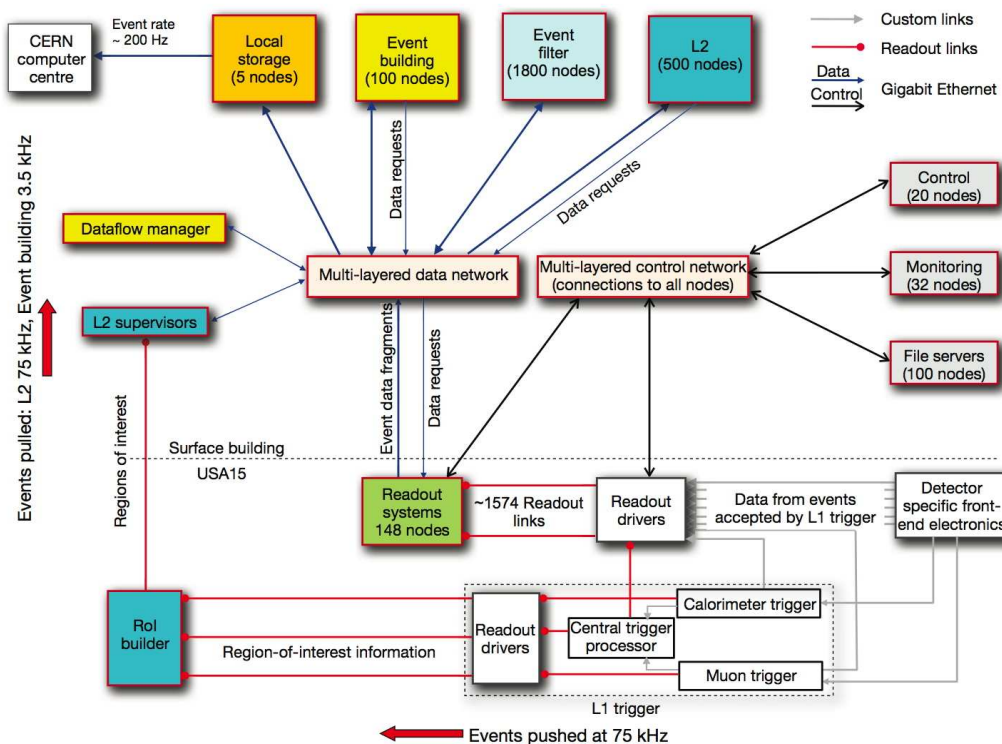 Event rate
~ 200 Hz
CERN
computer
centre
Local
storage
(5 nodes)
Event
building
(100 nodes)
Event
filter
(1800 nodes)
L2
(500 nodes)
Custom links
Readout links
Data
Control
Gigabit Ethernet
Data requests
Data requests
Dataflow manager
Multi-layered data network
Multi-layered control network
(connections to all nodes)
Control
(20 nodes)
Monitoring
(32 nodes)
File servers
(100 nodes)
L2 supervisors
Events pulled: L2 75 kHz, Event building 3.5 kHz
Regions of interest
Event data fragments
Data requests
Surface building
USA15
Readout
systems
148 nodes
~1574 Readout
links
Readout
drivers
Data from events
accepted by L1 trigger
Detector
specific front-
end electronics
RoI
builder
Region-of-interest information
Readout
drivers
Calorimeter trigger
Central trigger
processor
Muon trigger
L1 trigger
Events pushed at 75 kHz